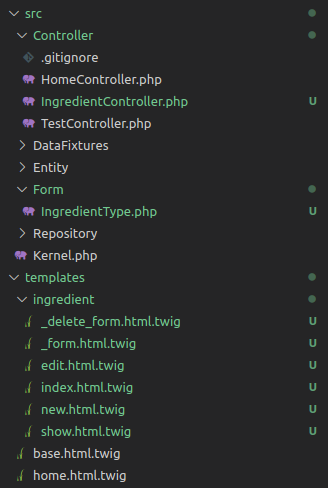 src
Controller
.gitignore
HomeController.php
IngredientController.php U
TestController.php
DataFixtures
Entity
Form
IngredientType.php U
Repository
Kernel.php
templates
ingredient
_delete_form.html.twig U
_form.html.twig U
edit.html.twig U
index.html.twig U
new.html.twig U
show.html.twig U
base.html.twig
home.html.twig